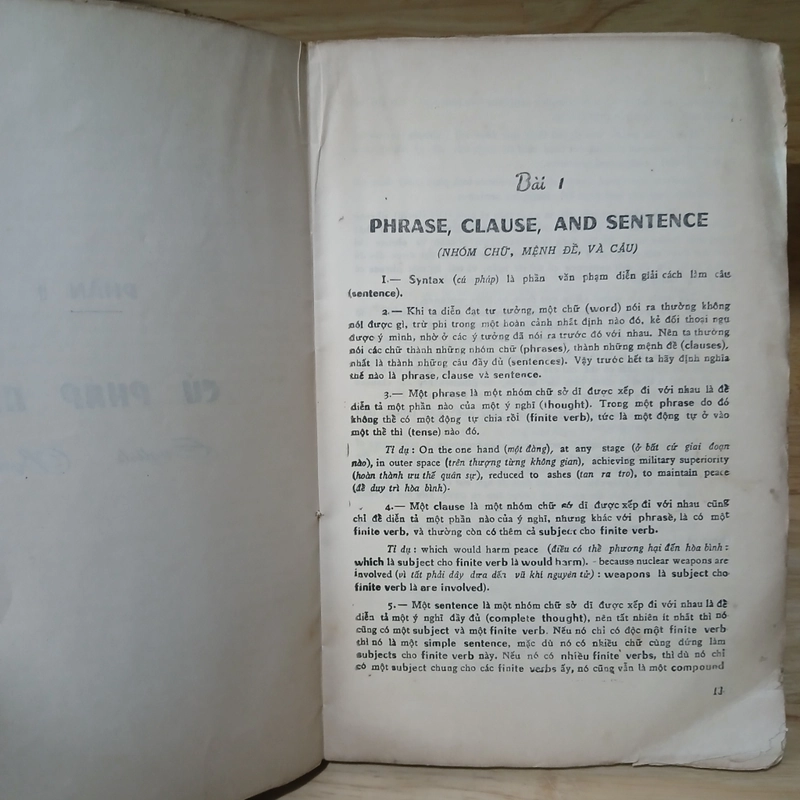 Bài 1
PHRASE, CLAUSE, AND SENTENCE
(NHÓM CHỮ, MỆNH ĐỀ, VÀ CÂU)
1.— Syntax (cú pháp) là phần văn phạm diễn giải cách làm câu
(sentence).
2.— Khi ta diễn đạt tư tưởng, một chữ (word) nói ra thường không
nói được gì, trừ phi trong một hoàn cảnh nhất định nào đó, kẻ đối thoại ngụ
được ý mình, nhờ ở các ý tưởng đã nói ra trước đó với nhau. Nên ta thường
nói các chữ thành những nhóm chữ (phrases), thành những mệnh đề (clauses),
nhất là thành những câu đầy đủ (sentences). Vậy trước hết ta hãy định nghĩa
thế nào là phrase, clause và sentence.
3.— Một phrase là một nhóm chữ sở dĩ được xếp đi với nhau là để
diễn tả một phần nào của một ý nghĩ (thought). Trong một phrase do đó
không thể có một động tự chia rồi (finite verb), tức là một động tự ở vào
một thể thì (tense) nào đó.
Tỉ dụ : On the one hand (một đàng), at any stage (ở bất cứ giai đoạn
nào), in outer space (trên thượng từng không gian), achieving military superiority
(hoàn thành ưu thế quân sự), reduced to ashes (tan ra tro), to maintain peace
(để duy trì hòa bình).
4.— Một clause là một nhóm chữ sở dĩ được xếp đi với nhau cũng
chỉ để diễn tả một phần nào của ý nghĩ, nhưng khác với phrase, là có một
finite verb, và thường còn có thêm cả subject cho finite verb.
Tỉ dụ : which would harm peace (điều có thể phương hại đến hòa bình :
which là subject cho finite verb là would harm). - because nuclear weapons are
involved (vì tất phải dây dưa đến vũ khí nguyên tử) : weapons là subject cho
finite verb là are involved).
5.— Một sentence là một nhóm chữ sở dĩ được xếp đi với nhau là để
diễn tả một ý nghĩ đầy đủ (complete thought), nên tất nhiên ít nhất thì nó
cũng có một subject và một finite verb. Nếu nó chỉ có độc một finite verb
thì nó là một simple sentence, mặc dù nó có nhiều chữ cùng đứng làm
subjects cho finite verb này. Nếu nó có nhiều finite verbs, thì dù nó chỉ
có một subject chung cho các finite verbs ấy, nó cũng vẫn là một compound
11